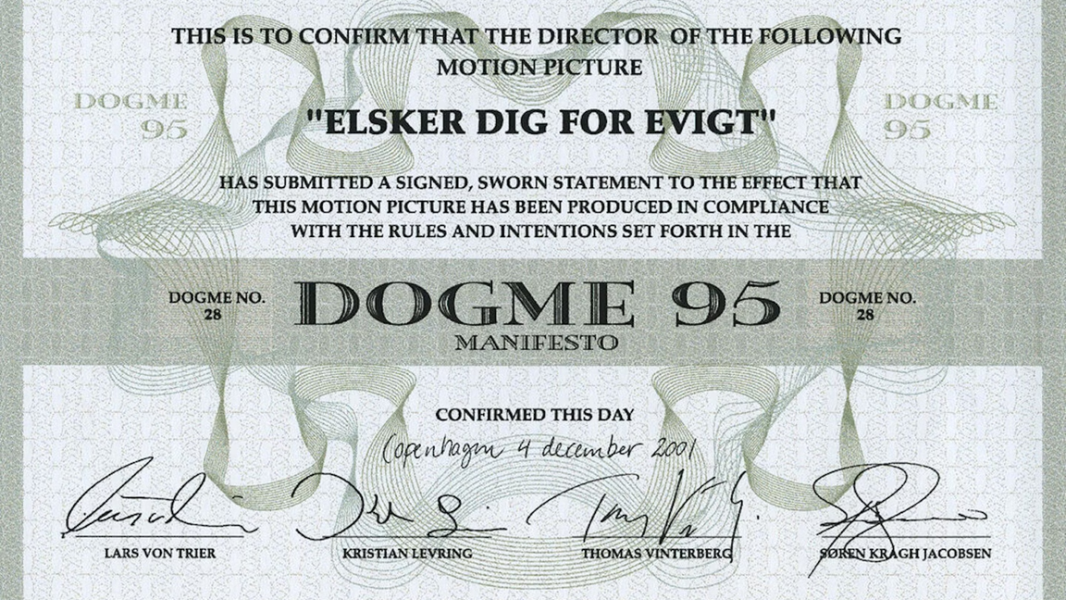 THIS IS TO CONFIRM THAT THE DIRECTOR OF THE FOLLOWING
MOTION PICTURE
DOGME
95
"ELSKER DIG FOR EVIGT"
DOGME
95
HAS SUBMITTED A SIGNED, SWORN STATEMENT TO THE EFFECT THAT
THIS MOTION PICTURE HAS BEEN PRODUCED IN COMPLIANCE
WITH THE RULES AND INTENTIONS SET FORTH IN THE
DOGME NO.
28
DOGME 95
MANIFESTO
DOGME NO.
28
CONFIRMED THIS DAY
Copenhagen 4 december 2001
LARS VON TRIER
KRISTIAN LEVRING
THOMAS VINTERBERG
SØREN KRAGH JACOBSEN